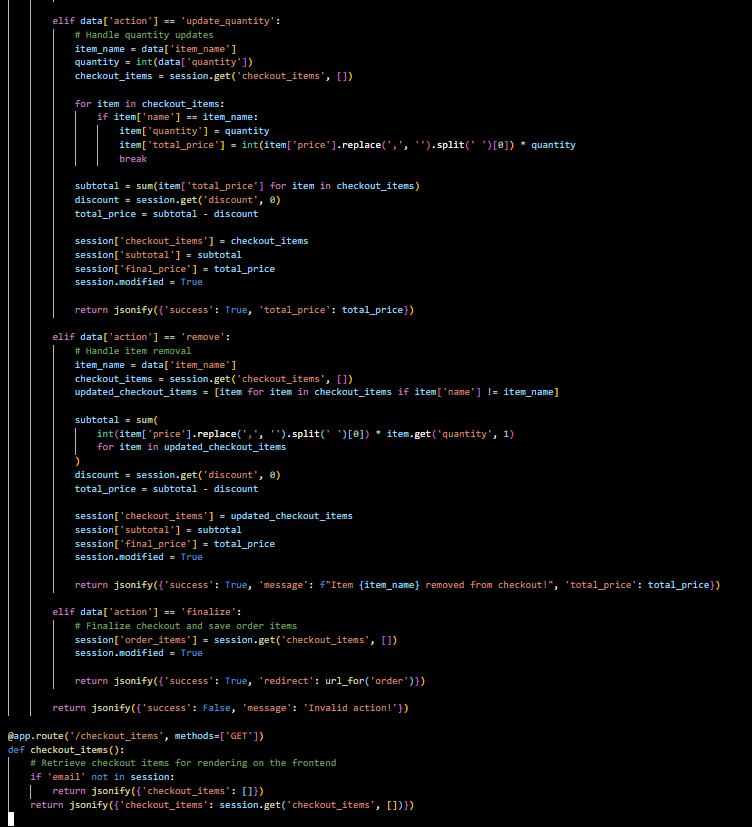 elif data['action'] == 'update_quantity':
# Handle quantity updates
item_name = data['item_name']
quantity = int(data['quantity'])
checkout_items = session.get('checkout_items', [])
for item in checkout_items:
if item['name'] == item_name:
item['quantity'] = quantity
item['total_price'] = int(item['price'].replace(',', '').split(' ')[0]) * quantity
break
subtotal = sum(item['total_price'] for item in checkout_items)
discount = session.get('discount', 0)
total_price = subtotal - discount
session['checkout_items'] = checkout_items
session['subtotal'] = subtotal
session['final_price'] = total_price
session.modified = True
return jsonify({'success': True, 'total_price': total_price})
elif data['action'] == 'remove':
# Handle item removal
item_name = data['item_name']
checkout_items = session.get('checkout_items', [])
updated_checkout_items = [item for item in checkout_items if item['name'] != item_name]
subtotal = sum(
int(item['price'].replace(',', '').split(' ')[0]) * item.get('quantity', 1)
for item in updated_checkout_items
)
discount = session.get('discount', 0)
total_price = subtotal - discount
session['checkout_items'] = updated_checkout_items
session['subtotal'] = subtotal
session['final_price'] = total_price
session.modified = True
return jsonify({'success': True, 'message': f"Item {item_name} removed from checkout!", 'total_price': total_price})
elif data['action'] == 'finalize':
# Finalize checkout and save order items
session['order_items'] = session.get('checkout_items', [])
session.modified = True
return jsonify({'success': True, 'redirect': url_for('order')})
return jsonify({'success': False, 'message': 'Invalid action!'})
@app.route('/checkout_items', methods=['GET'])
def checkout_items():
# Retrieve checkout items for rendering on the frontend
if 'email' not in session:
return jsonify({'checkout_items': []})
return jsonify({'checkout_items': session.get('checkout_items', [])})